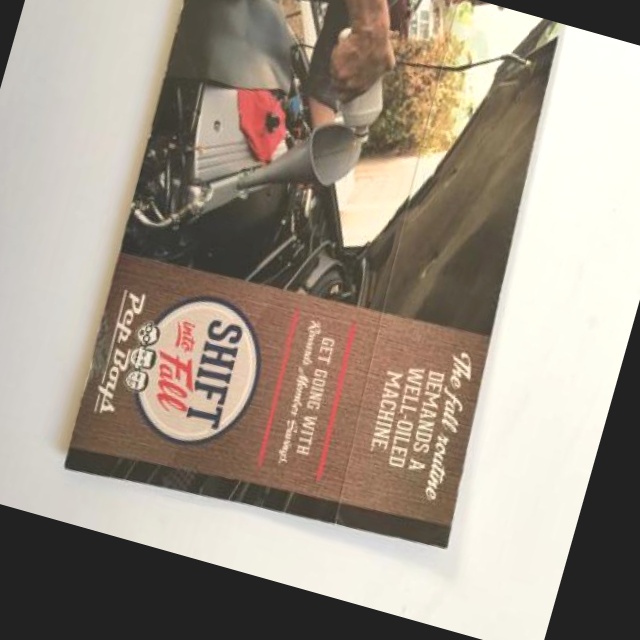 The fall routine
DEMANDS A
WELL-OILED
MACHINE.
GET GOING WITH
Rewards Member Savings.
SHIFT
into Fall
Pep Boys